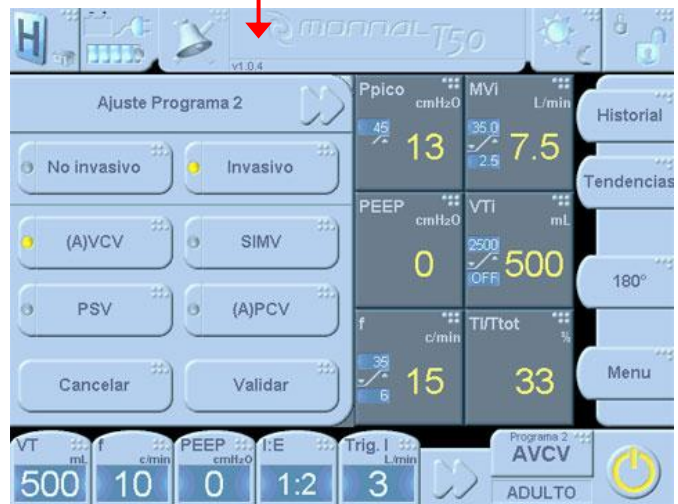 H
monnal T50
v1.0.4
Ajuste Programa 2
No invasivo
Invasivo
(A)VCV
SIMV
PSV
(A)PCV
Cancelar
Validar
Ppico
cmH2O
45
13
MVi
L/min
35.0
2.5
7.5
PEEP
cmH2O
0
VTi
mL
2500
OFF
500
f
c/min
35
6
15
TI/Ttot
%
33
Historial
Tendencias
180°
Menu
VT
mL
500
f
c/min
10
PEEP
cmH2O
0
I:E
1:2
Trig. I
L/min
3
Programa 2
AVCV
ADULTO